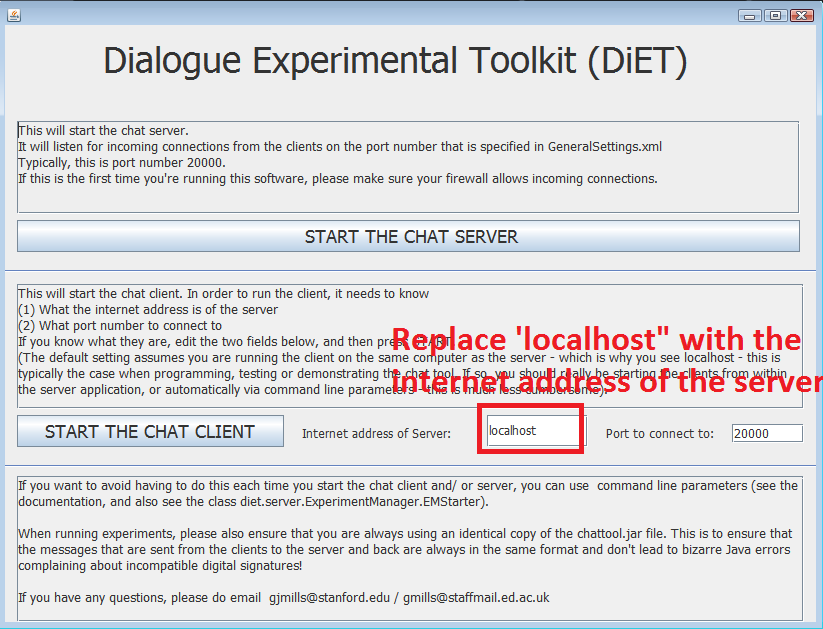 Dialogue Experimental Toolkit (DiET)
This will start the chat server.
It will listen for incoming connections from the clients on the port number that is specified in GeneralSettings.xml
Typically, this is port number 20000.
If this is the first time you're running this software, please make sure your firewall allows incoming connections.
START THE CHAT SERVER
This will start the chat client. In order to run the client, it needs to know
(1) What the internet address is of the server
(2) What port number to connect to
If you know what they are, edit the two fields below, and then press START
(The default setting assumes you are running the client on the same computer as the server - which is why you see localhost - this is
typically the case when programming, testing or demonstrating the chat tool. If so, you should really be starting the clients from within
the server application, or automatically via command line parameters - this is much less cumbersome).
Replace 'localhost" with the
internet address of the server
START THE CHAT CLIENT Internet address of Server: localhost Port to connect to: 20000
If you want to avoid having to do this each time you start the chat client and/ or server, you can use command line parameters (see the
documentation, and also see the class diet.server.ExperimentManager.EMStarter).
When running experiments, please also ensure that you are always using an identical copy of the chattool.jar file. This is to ensure that
the messages that are sent from the clients to the server and back are always in the same format and don't lead to bizarre Java errors
complaining about incompatible digital signatures!
If you have any questions, please do email gjmills@stanford.edu / gmills@staffmail.ed.ac.uk